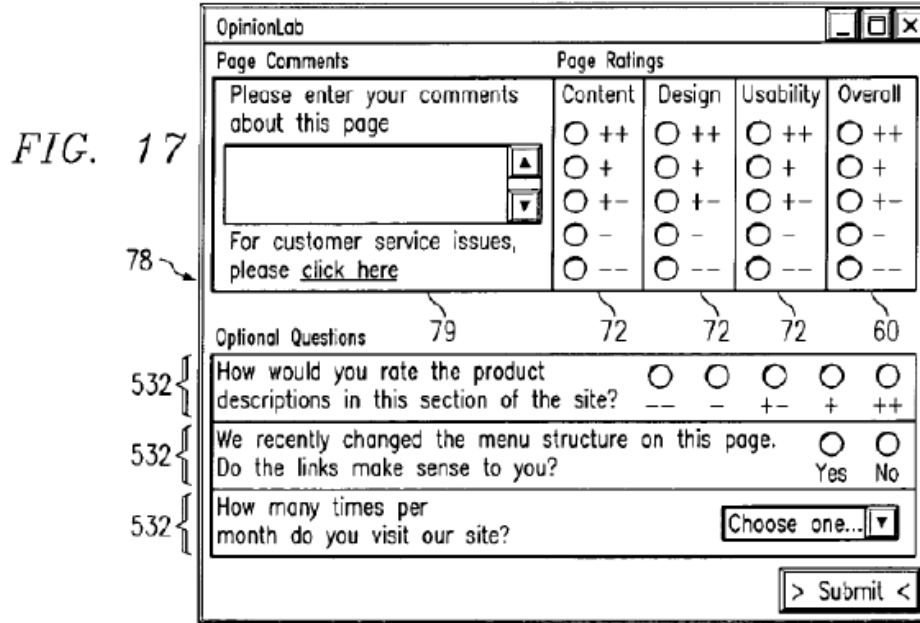 OpinionLab
Page Comments Page Ratings
Please enter your comments
about this page
For customer service issues,
please click here
Content Design Usability Overall
++ ++ ++ ++
+ + + +
+- +- +- +-
- - - -
-- -- -- --
FIG. 17
78
79 72 72 72 60
Optional Questions
532
How would you rate the product
descriptions in this section of the site?
-- - +- + ++
532
We recently changed the menu structure on this page.
Do the links make sense to you?
Yes No
532
How many times per
month do you visit our site?
Choose one...
> Submit <